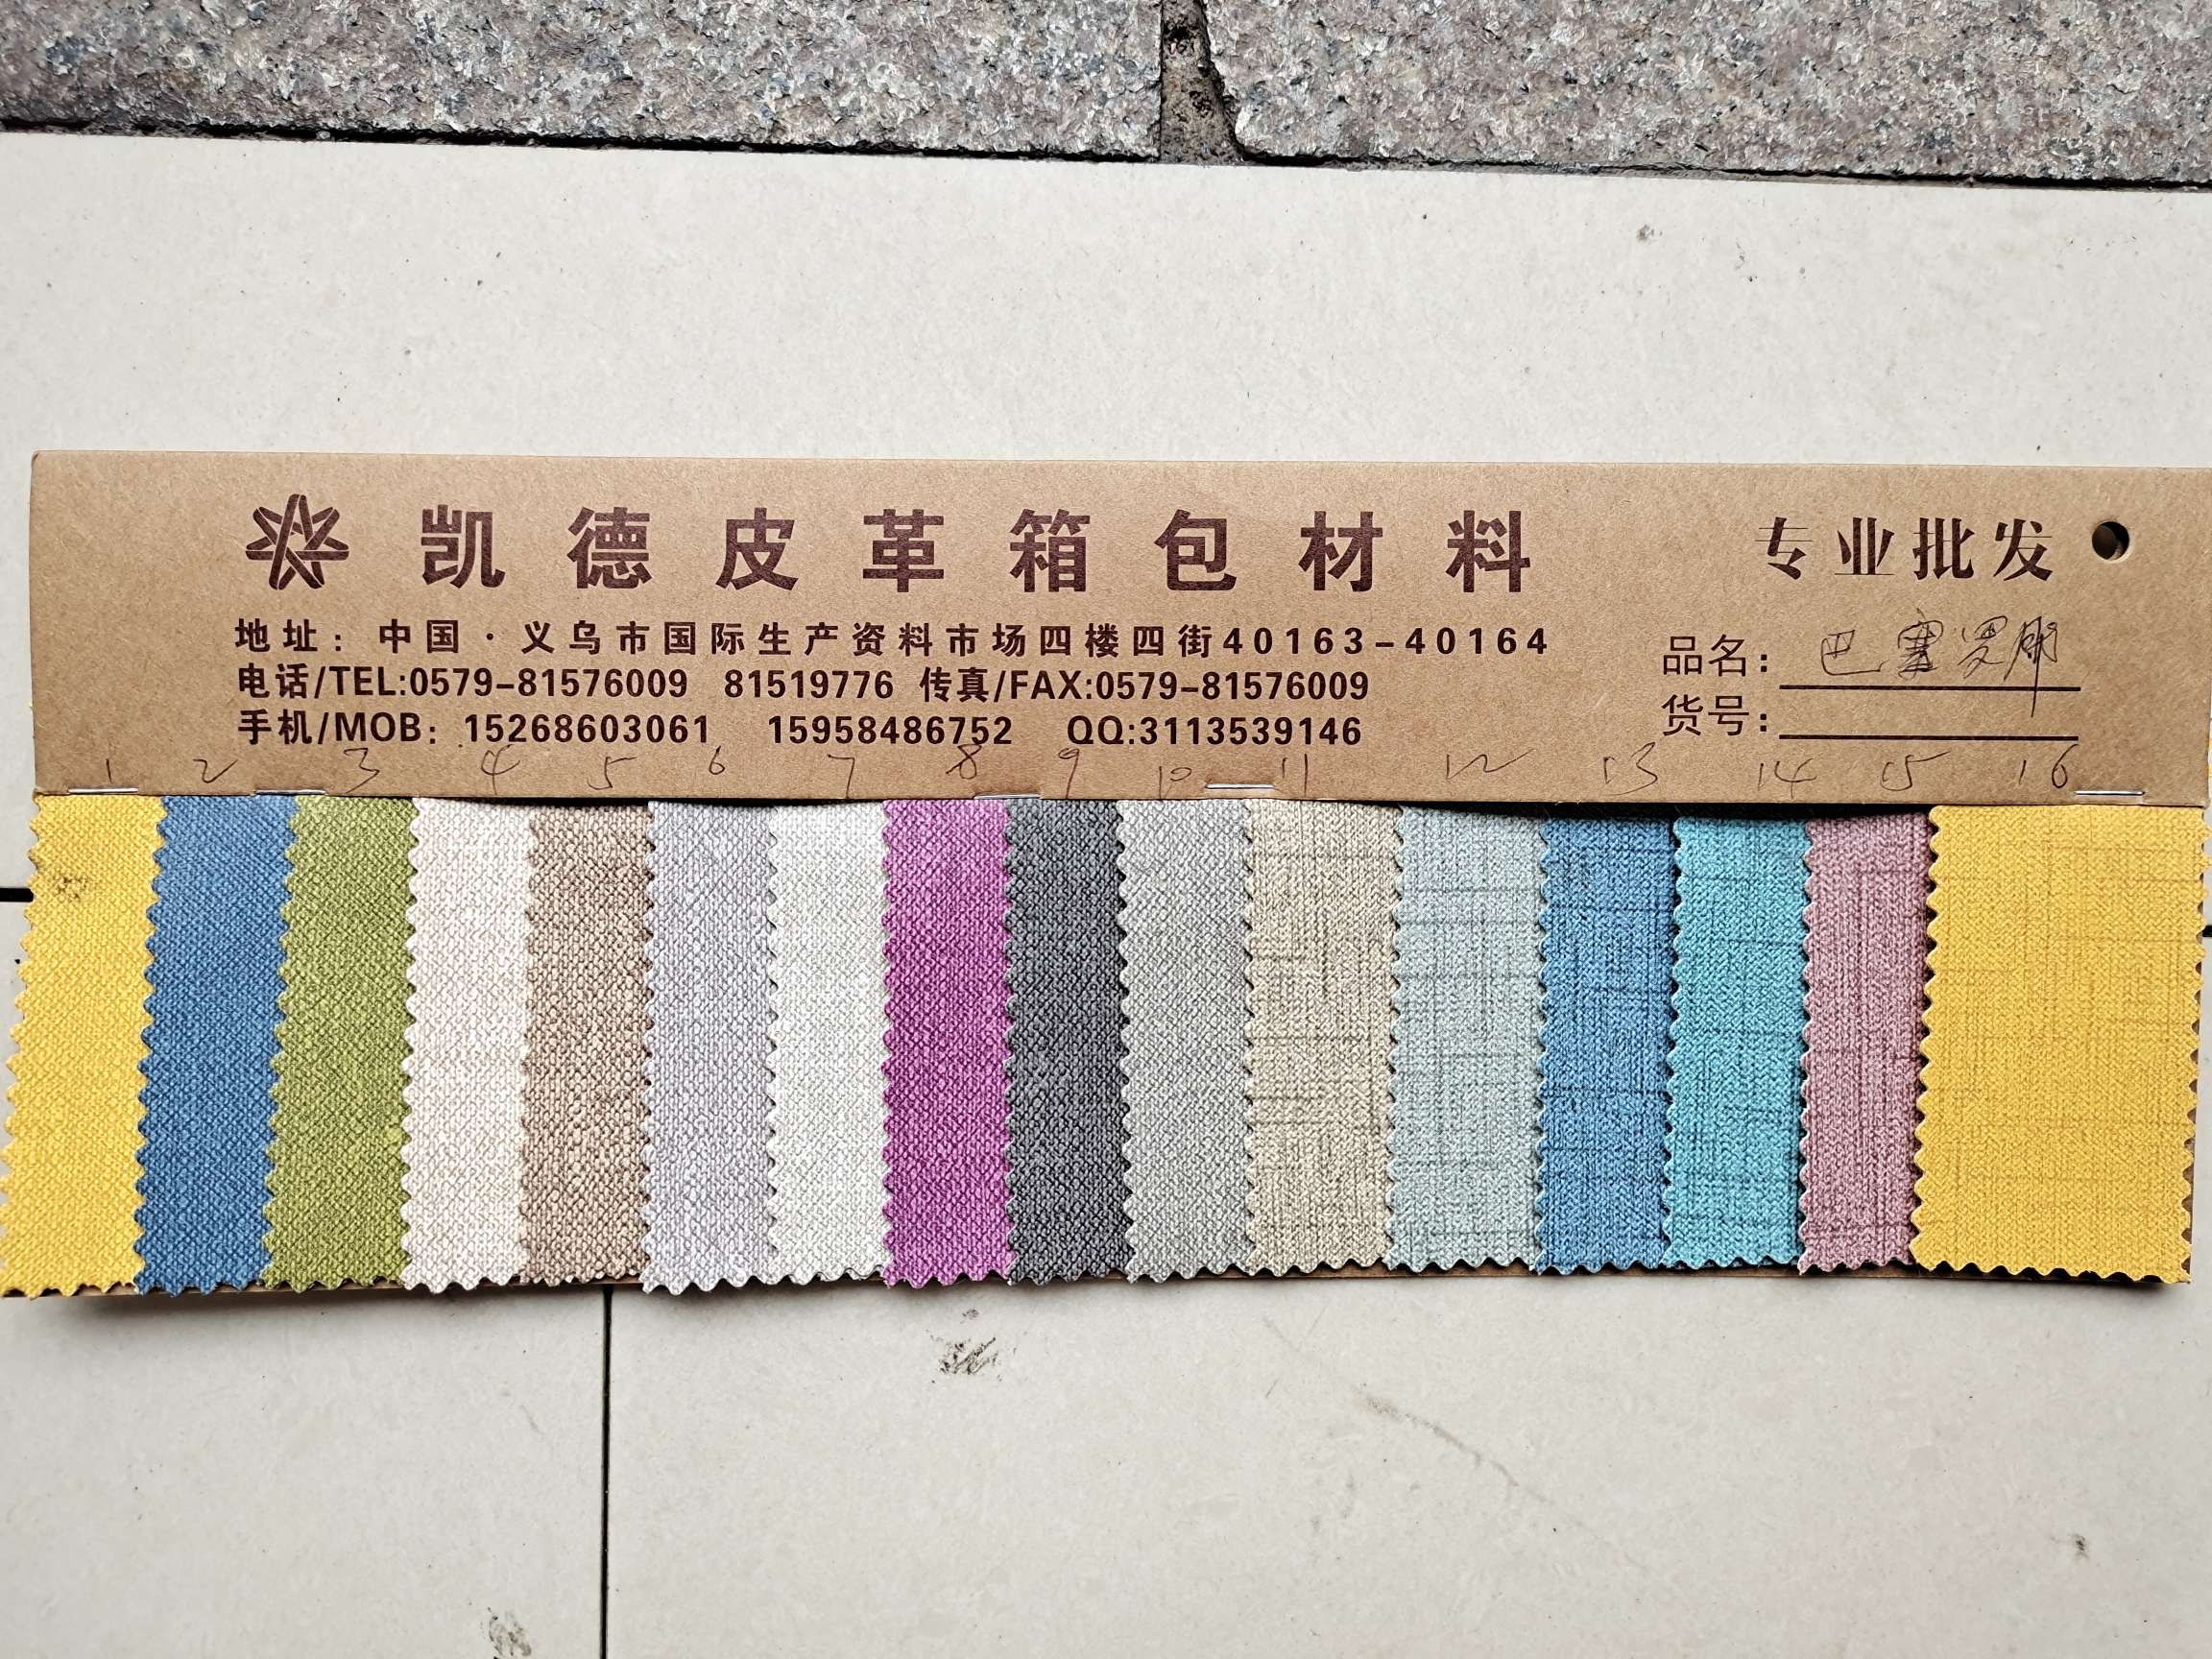 凯德皮革箱包材料 专业批发
地址：中国·义乌市国际生产资料市场四楼四街40163-40164
电话/TEL:0579-81576009 81519776 传真/FAX:0579-81576009
手机/MOB：15268603061 15958486752 QQ:3113539146
品名：巴塞罗朋
货号：
1 2 3 4 5 6 7 8 9 10 11 12 13 14 15 16